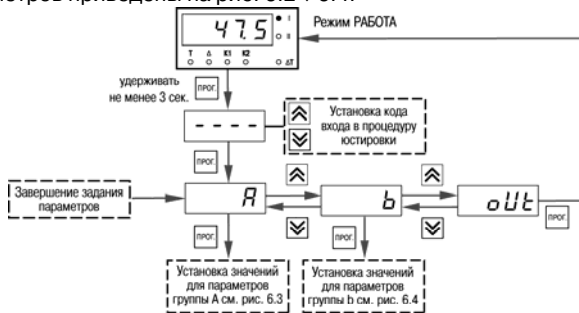 метров приведены на рис. 6.2 ÷ 6.4.
47.5
I
II
T Δ K1 K2
ΔT
Режим РАБОТА
удерживать
не менее 3 сек.
ПРОГ.
- - - -
Установка кода
входа в процедуру
юстировки
ПРОГ.
Завершение задания
параметров
A
b
oUt
ПРОГ.
ПРОГ.
ПРОГ.
Установка значений
для параметров
группы А см. рис. 6.3
Установка значений
для параметров
группы b см. рис. 6.4